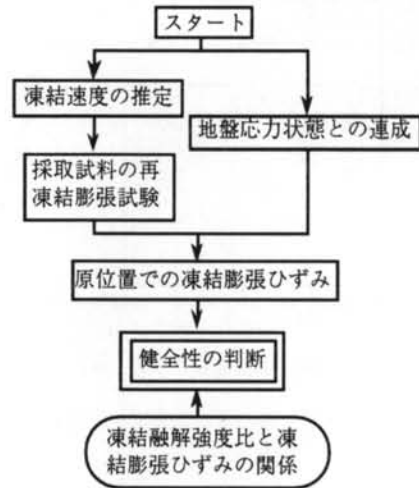 スタート
凍結速度の推定
地盤応力状態との連成
採取試料の再
凍結膨張試験
原位置での凍結膨張ひずみ
健全性の判断
凍結融解強度比と凍
結膨張ひずみの関係